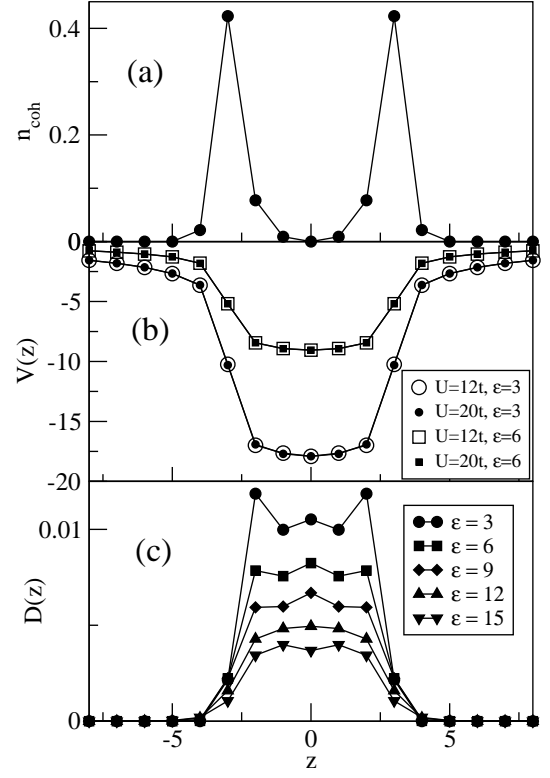 0.4
(a)
n_coh
0.2
0
-5
(b)
V(z)
-10
-15
-20
U=12t, ε=3
U=20t, ε=3
U=12t, ε=6
U=20t, ε=6
0.01
(c)
D(z)
ε = 3
ε = 6
ε = 9
ε = 12
ε = 15
0
-5 0 5
z